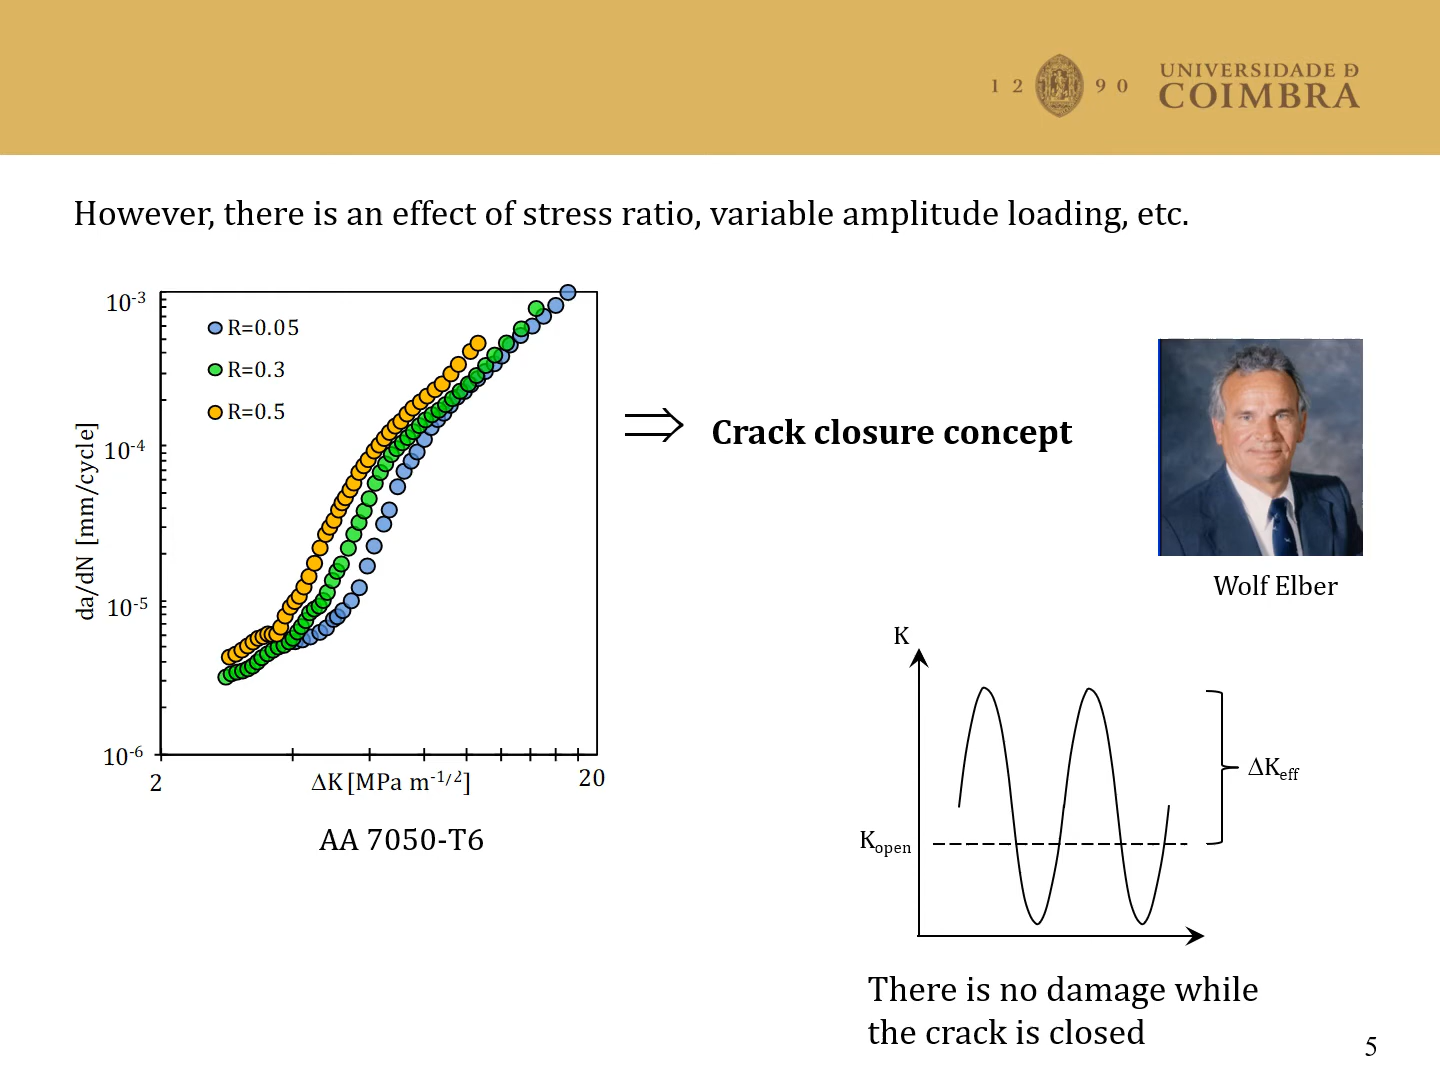 1 2 9 0
UNIVERSIDADE Đ
COIMBRA
However, there is an effect of stress ratio, variable amplitude loading, etc.
10-3
R=0.05
R=0.3
R=0.5
10-4
da/dN [mm/cycle]
10-5
10-6
2
ΔK [MPa m-1/2]
20
AA 7050-T6
⇒ Crack closure concept
Wolf Elber
K
ΔKeff
Kopen
There is no damage while
the crack is closed
5